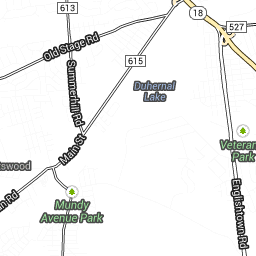 613
527
18
Old Stage Rd
615
Summerhill Rd
Duhernal
Lake
Main St
Park
Mundy
Avenue Park
Rd
Englishtown Rd